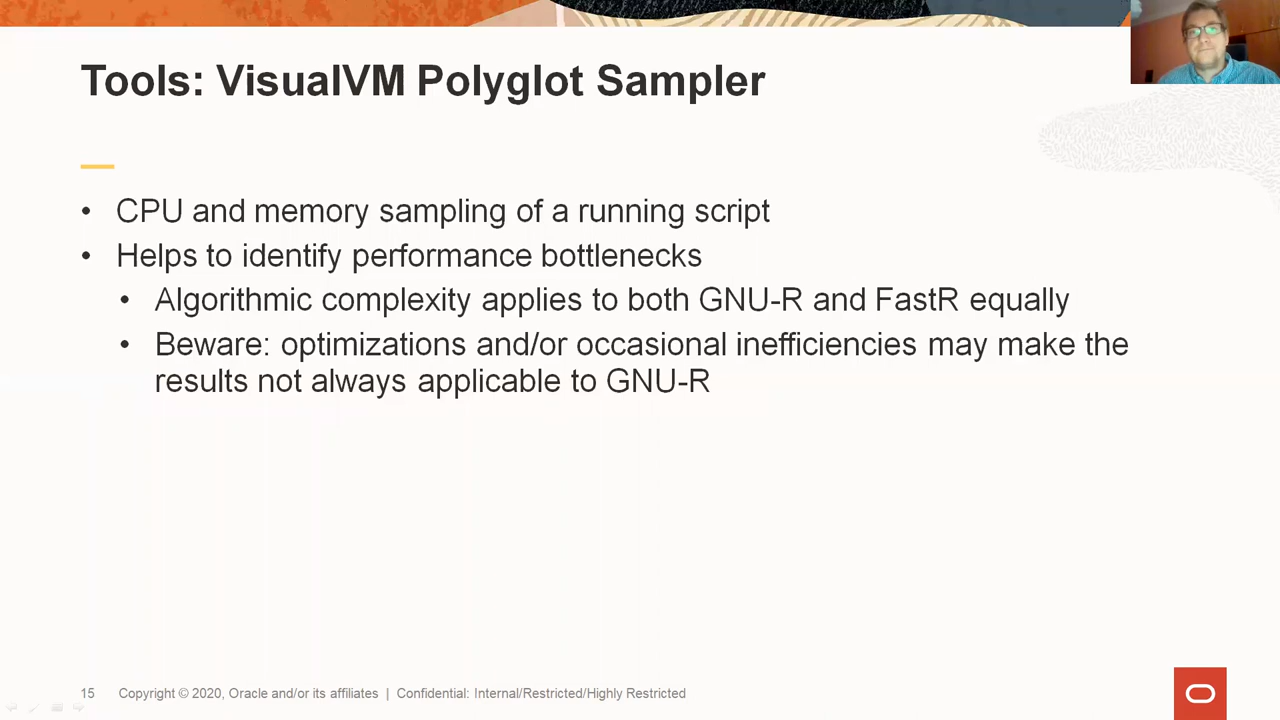 Tools: VisualVM Polyglot Sampler
• CPU and memory sampling of a running script
• Helps to identify performance bottlenecks
• Algorithmic complexity applies to both GNU-R and FastR equally
• Beware: optimizations and/or occasional inefficiencies may make the
results not always applicable to GNU-R
15 Copyright © 2020, Oracle and/or its affiliates | Confidential: Internal/Restricted/Highly Restricted